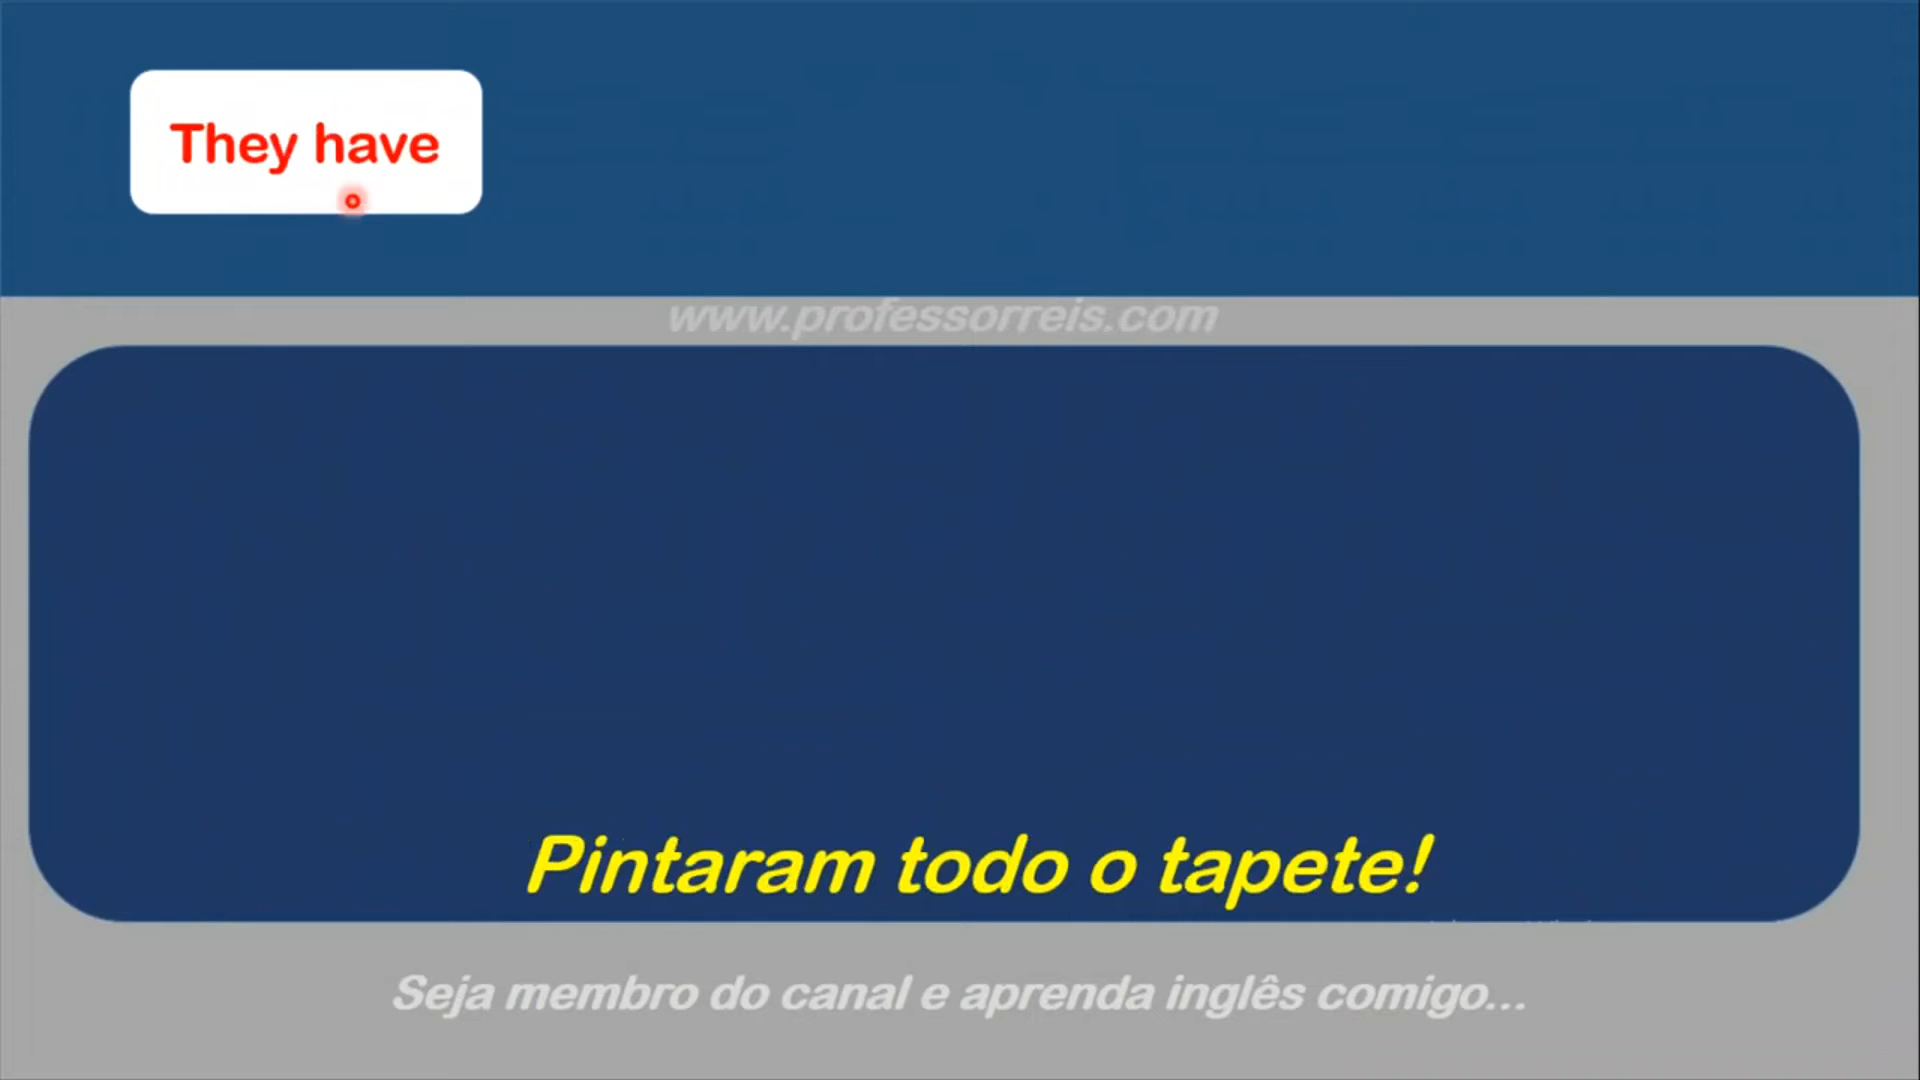 They have
www.professorreis.com
Pintaram todo o tapete!
Seja membro do canal e aprenda inglês comigo...